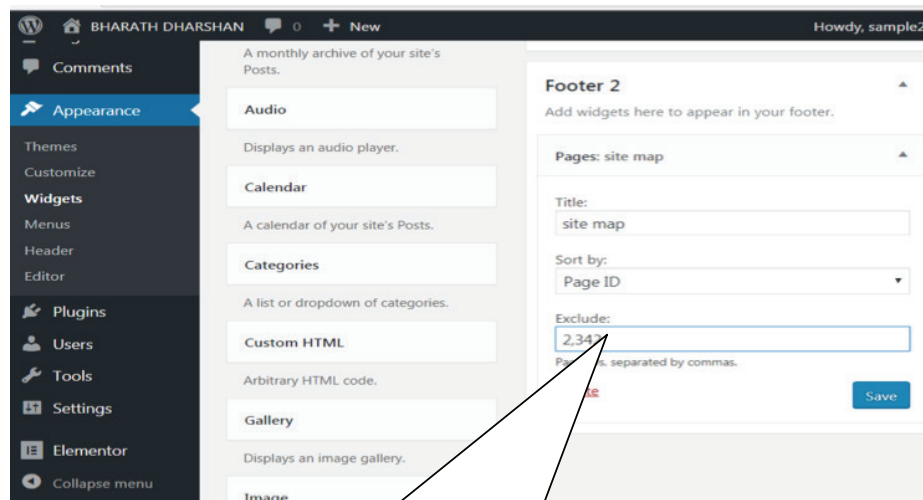 BHARATH DHARSHAN 0 + New Howdy, sample2
Comments
Appearance
Themes
Customize
Widgets
Menus
Header
Editor
Plugins
Users
Tools
Settings
Elementor
Collapse menu
A monthly archive of your site's
Posts.
Audio
Displays an audio player.
Calendar
A calendar of your site's Posts.
Categories
A list or dropdown of categories.
Custom HTML
Arbitrary HTML code.
Gallery
Displays an image gallery.
Image
Footer 2
Add widgets here to appear in your footer.
Pages: site map
Title:
site map
Sort by:
Page ID
Exclude:
2,342
separated by commas.
Save